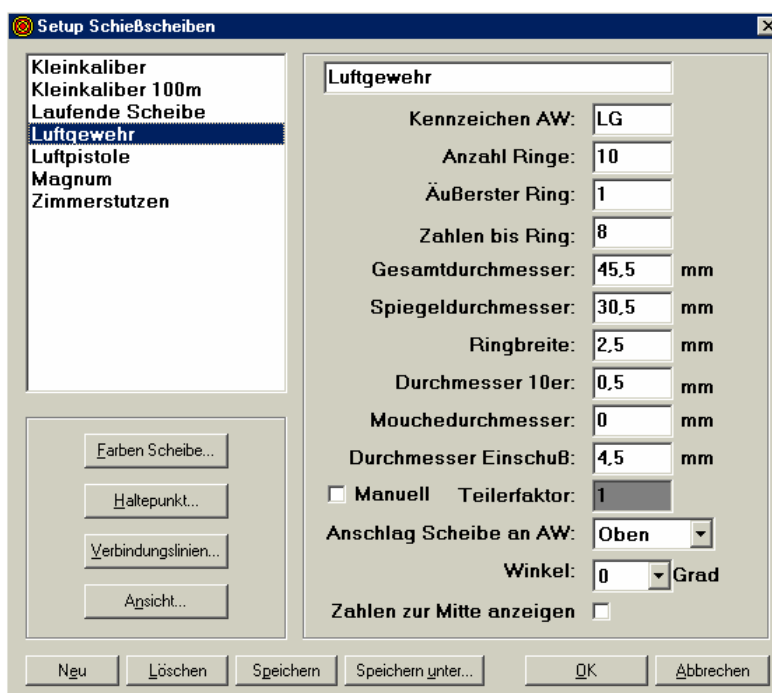 Setup Schießscheiben
Kleinkaliber
Kleinkaliber 100m
Laufende Scheibe
Luftgewehr
Luftpistole
Magnum
Zimmerstutzen
Luftgewehr
Kennzeichen AW: LG
Anzahl Ringe: 10
Äußerster Ring: 1
Zahlen bis Ring: 8
Gesamtdurchmesser: 45,5 mm
Spiegeldurchmesser: 30,5 mm
Ringbreite: 2,5 mm
Durchmesser 10er: 0,5 mm
Mouchedurchmesser: 0 mm
Durchmesser Einschuß: 4,5 mm
Manuell Teilerfaktor: 1
Anschlag Scheibe an AW: Oben
Winkel: 0 Grad
Zahlen zur Mitte anzeigen
Farben Scheibe...
Haltepunkt...
Verbindungslinien...
Ansicht...
Neu Löschen Speichern Speichern unter... OK Abbrechen